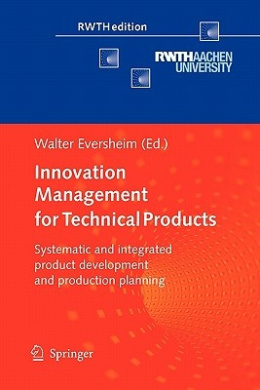 RWTHedition
RWTHAACHEN
UNIVERSITY
Walter Eversheim (Ed.)
Innovation
Management
for Technical Products
Systematic and integrated
product development
and production planning
Springer